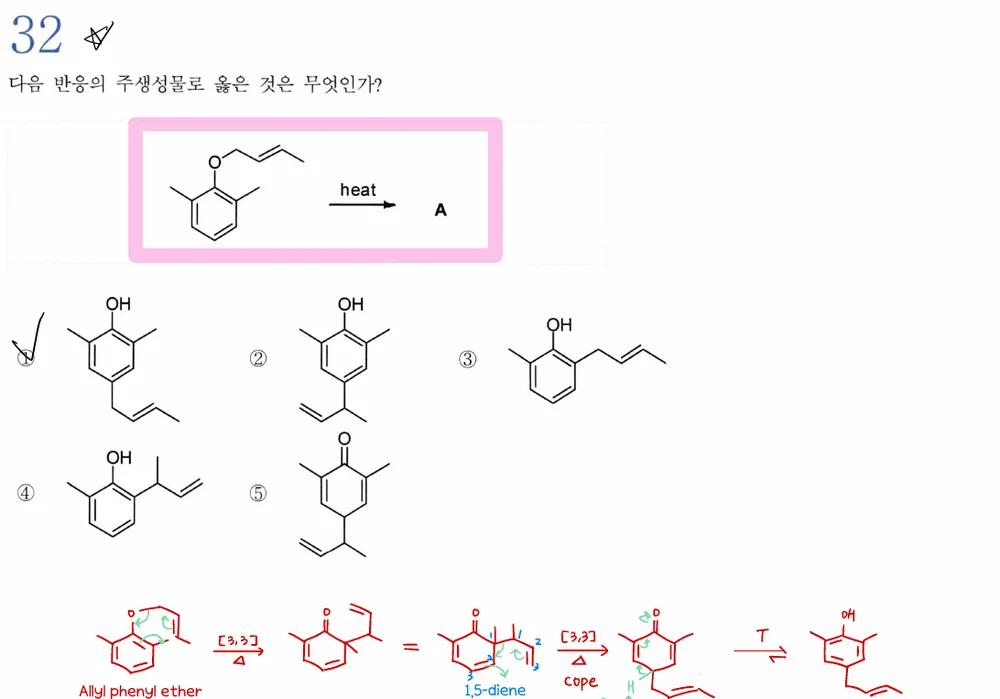 32
다음 반응의 주생성물로 옳은 것은 무엇인가?
O
heat
A
OH
OH
OH
①
②
③
OH
O
④
⑤
O
[3,3]
△
O
=
O
1
1
2
2
3
3
[3,3]
△
cope
O
H
T
OH
Allyl phenyl ether
1,5-diene